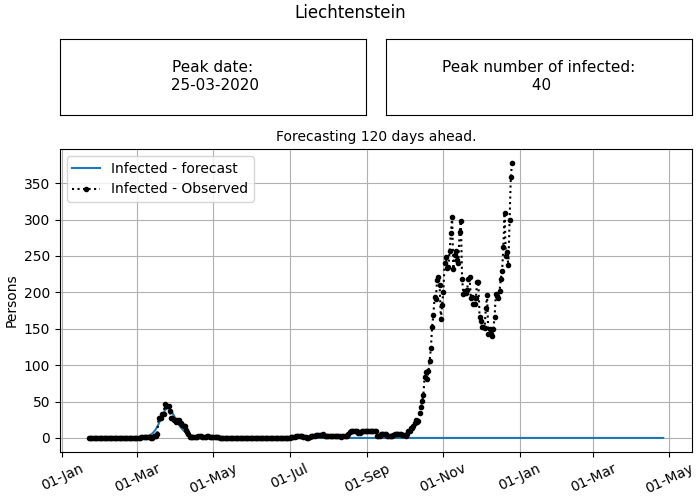 Liechtenstein
Peak date:
25-03-2020
Peak number of infected:
40
Forecasting 120 days ahead.
Infected - forecast
Infected - Observed
Persons
350
300
250
200
150
100
50
0
01-Jan
01-Mar
01-May
01-Jul
01-Sep
01-Nov
01-Jan
01-Mar
01-May